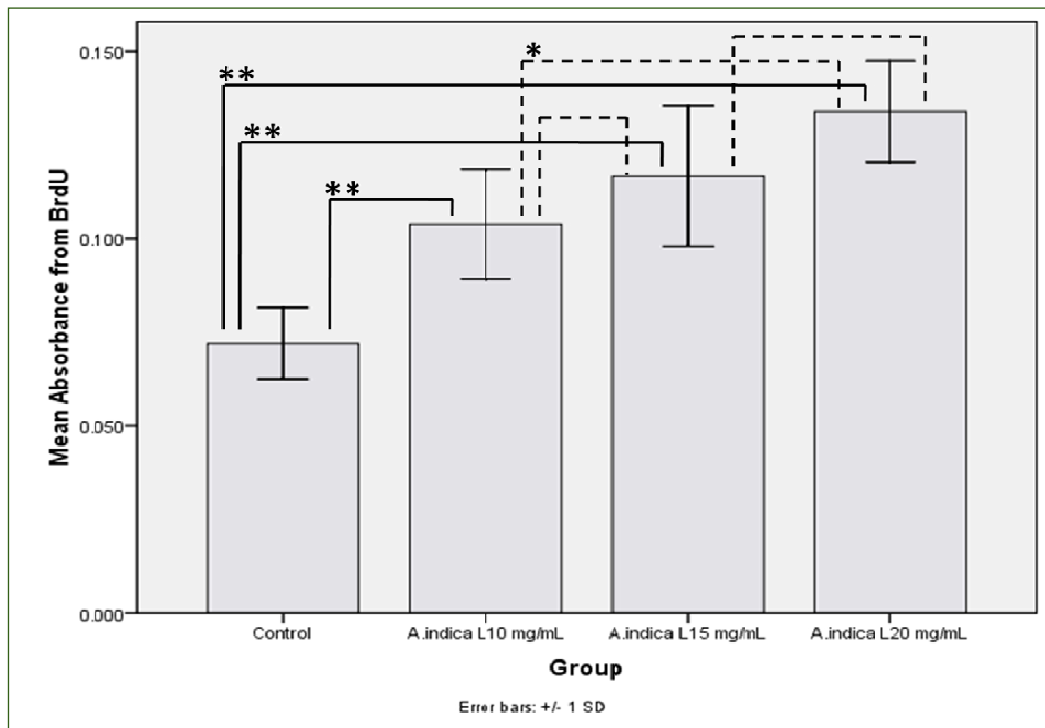 Mean Absorbance from BrdU
0.150
0.100
0.050
0.000
**
**
**
*
Control
A.indica L10 mg/mL
A.indica L15 mg/mL
A.indica L20 mg/mL
Group
Error bars: +/- 1 SD